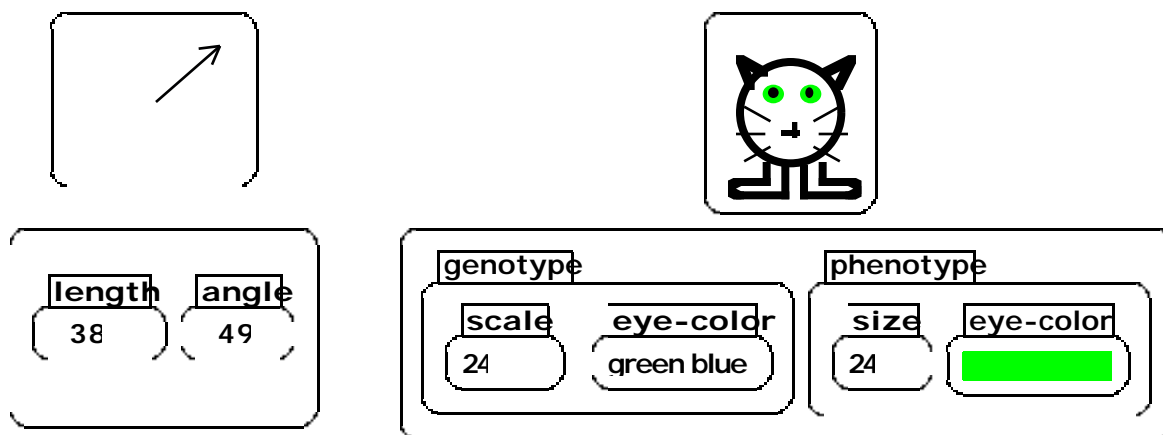 genotype phenotype
length angle scale eye-color size eye-color
38 49 24 green blue 24